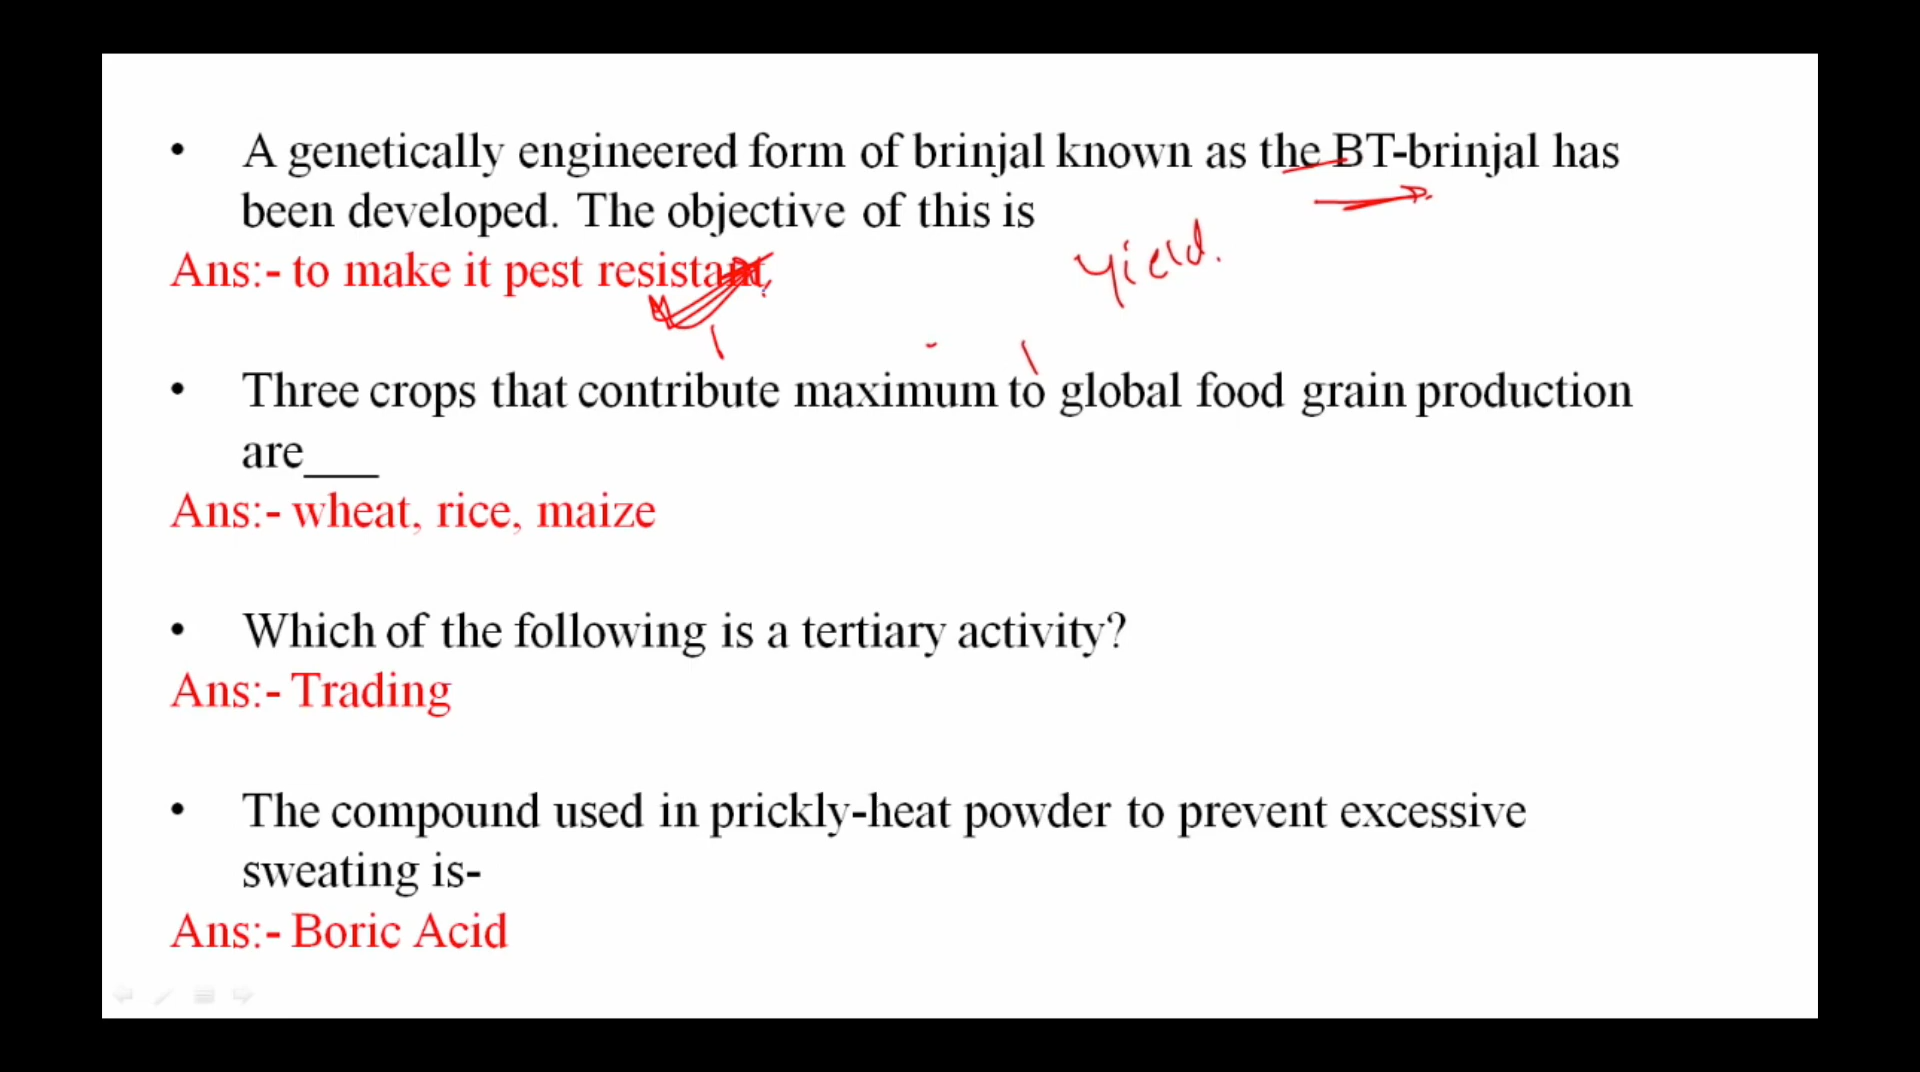 • A genetically engineered form of brinjal known as the BT-brinjal has
been developed. The objective of this is
yield.
Ans:- to make it pest resistant,
• Three crops that contribute maximum to global food grain production
are___
Ans:- wheat, rice, maize
• Which of the following is a tertiary activity?
Ans:- Trading
• The compound used in prickly-heat powder to prevent excessive
sweating is-
Ans:- Boric Acid